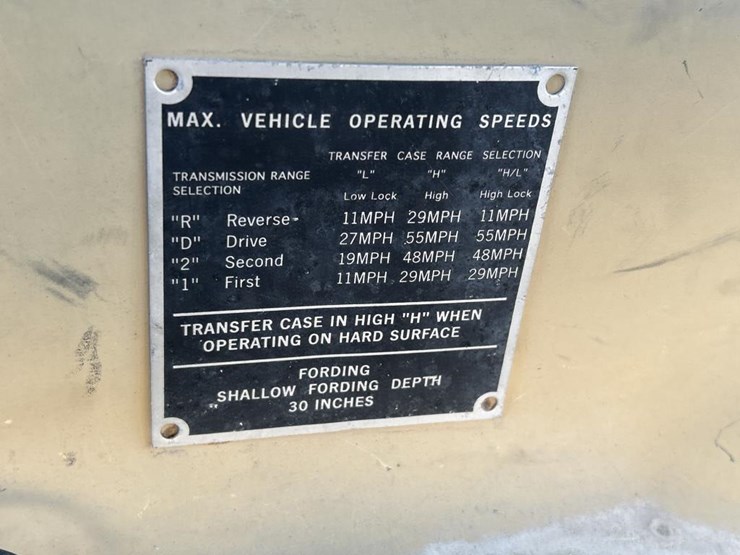 MAX. VEHICLE OPERATING SPEEDS
TRANSFER CASE RANGE SELECTION
TRANSMISSION RANGE SELECTION "L" "H" "H/L"
Low Lock High High Lock
"R" Reverse 11MPH 29MPH 11MPH
"D" Drive 27MPH 55MPH 55MPH
"2" Second 19MPH 48MPH 48MPH
"1" First 11MPH 29MPH 29MPH
TRANSFER CASE IN HIGH "H" WHEN
OPERATING ON HARD SURFACE
FORDING
SHALLOW FORDING DEPTH
30 INCHES